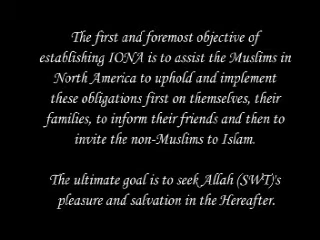 The first and foremost objective of
establishing IONA is to assist the Muslims in
North America to uphold and implement
these obligations first on themselves, their
families, to inform their friends and then to
invite the non-Muslims to Islam.
The ultimate goal is to seek Allah (SWT)'s
pleasure and salvation in the Hereafter.